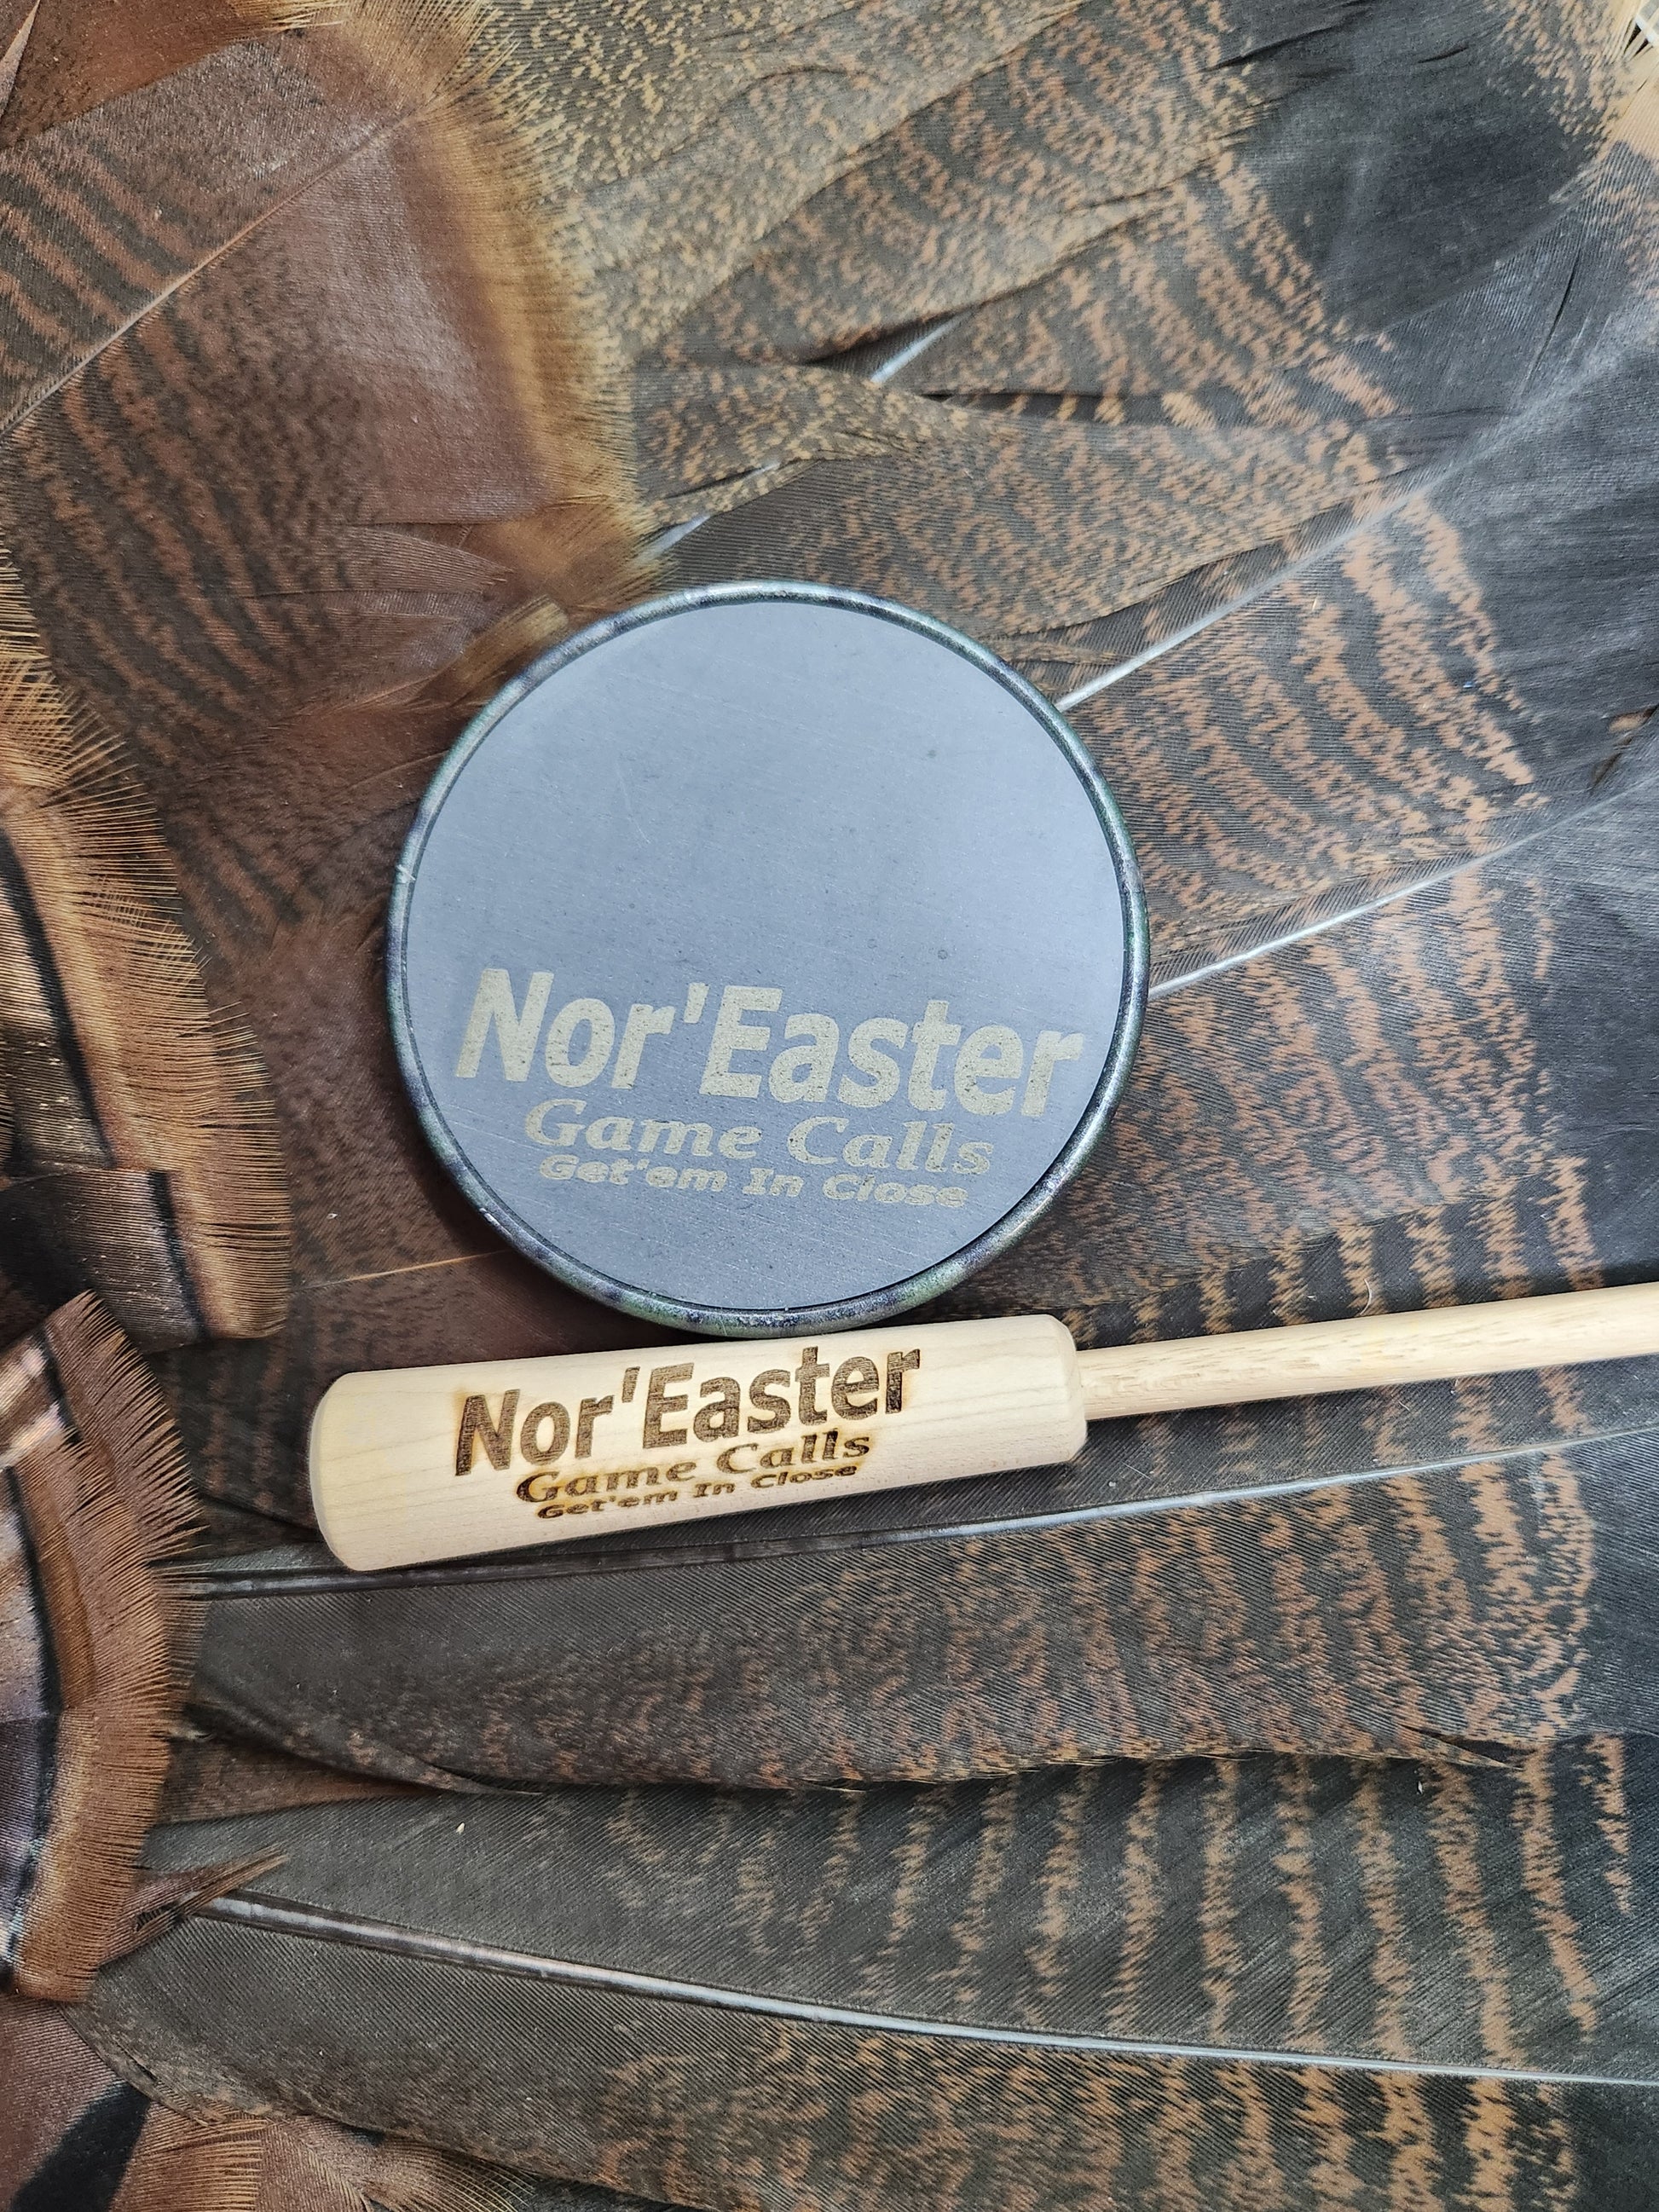 Nor'Easter
Game Calls
Get'em In Close
Nor'Easter
Game Calls
Get'em In Close